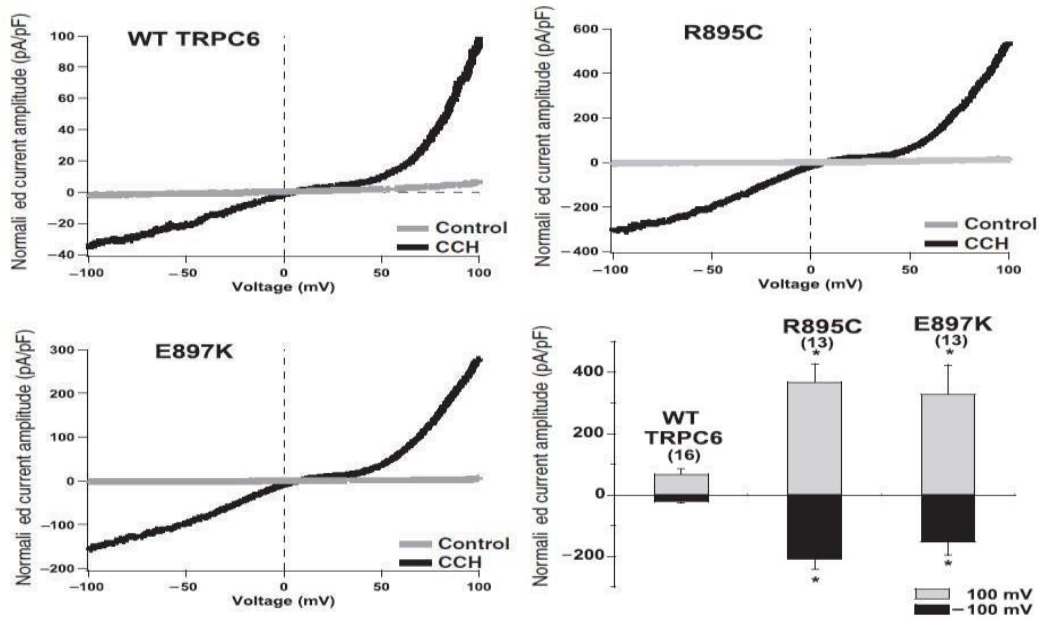 Normali ed current amplitude (pA/pF)
WT TRPC6
100
80
60
40
20
0
−20
−40
−100
−50
0
50
100
Voltage (mV)
Control
CCH
Normali ed current amplitude (pA/pF)
R895C
600
400
200
0
−200
−400
−100
−50
0
50
100
Voltage (mV)
Control
CCH
Normali ed current amplitude (pA/pF)
E897K
300
200
100
0
−100
−200
−100
−50
0
50
100
Voltage (mV)
Control
CCH
Normali ed current amplitude (pA/pF)
400
200
0
−200
WT
TRPC6
(16)
R895C
(13)
*
*
E897K
(13)
*
*
100 mV
−100 mV